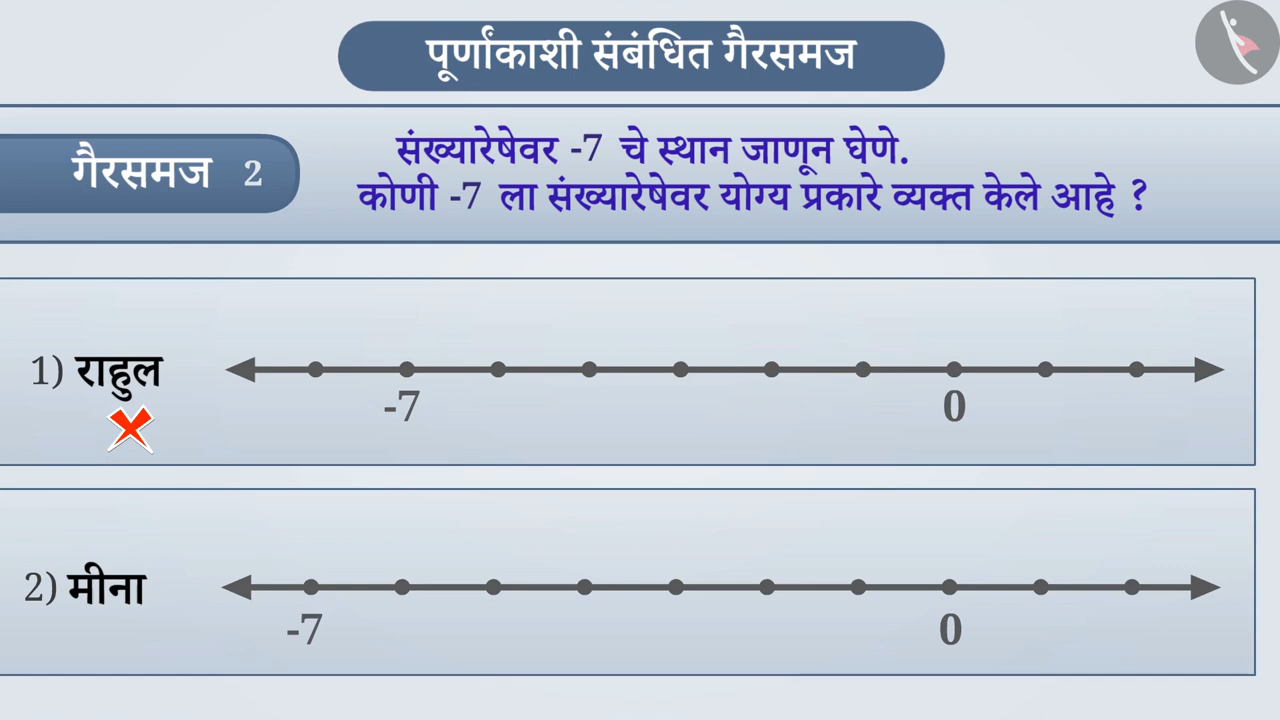 पूर्णांकाशी संबंधित गैरसमज
गैरसमज 2
संख्यारेषेवर -7 चे स्थान जाणून घेणे.
कोणी -7 ला संख्यारेषेवर योग्य प्रकारे व्यक्त केले आहे ?
1) राहुल
-7 0
2) मीना
-7 0